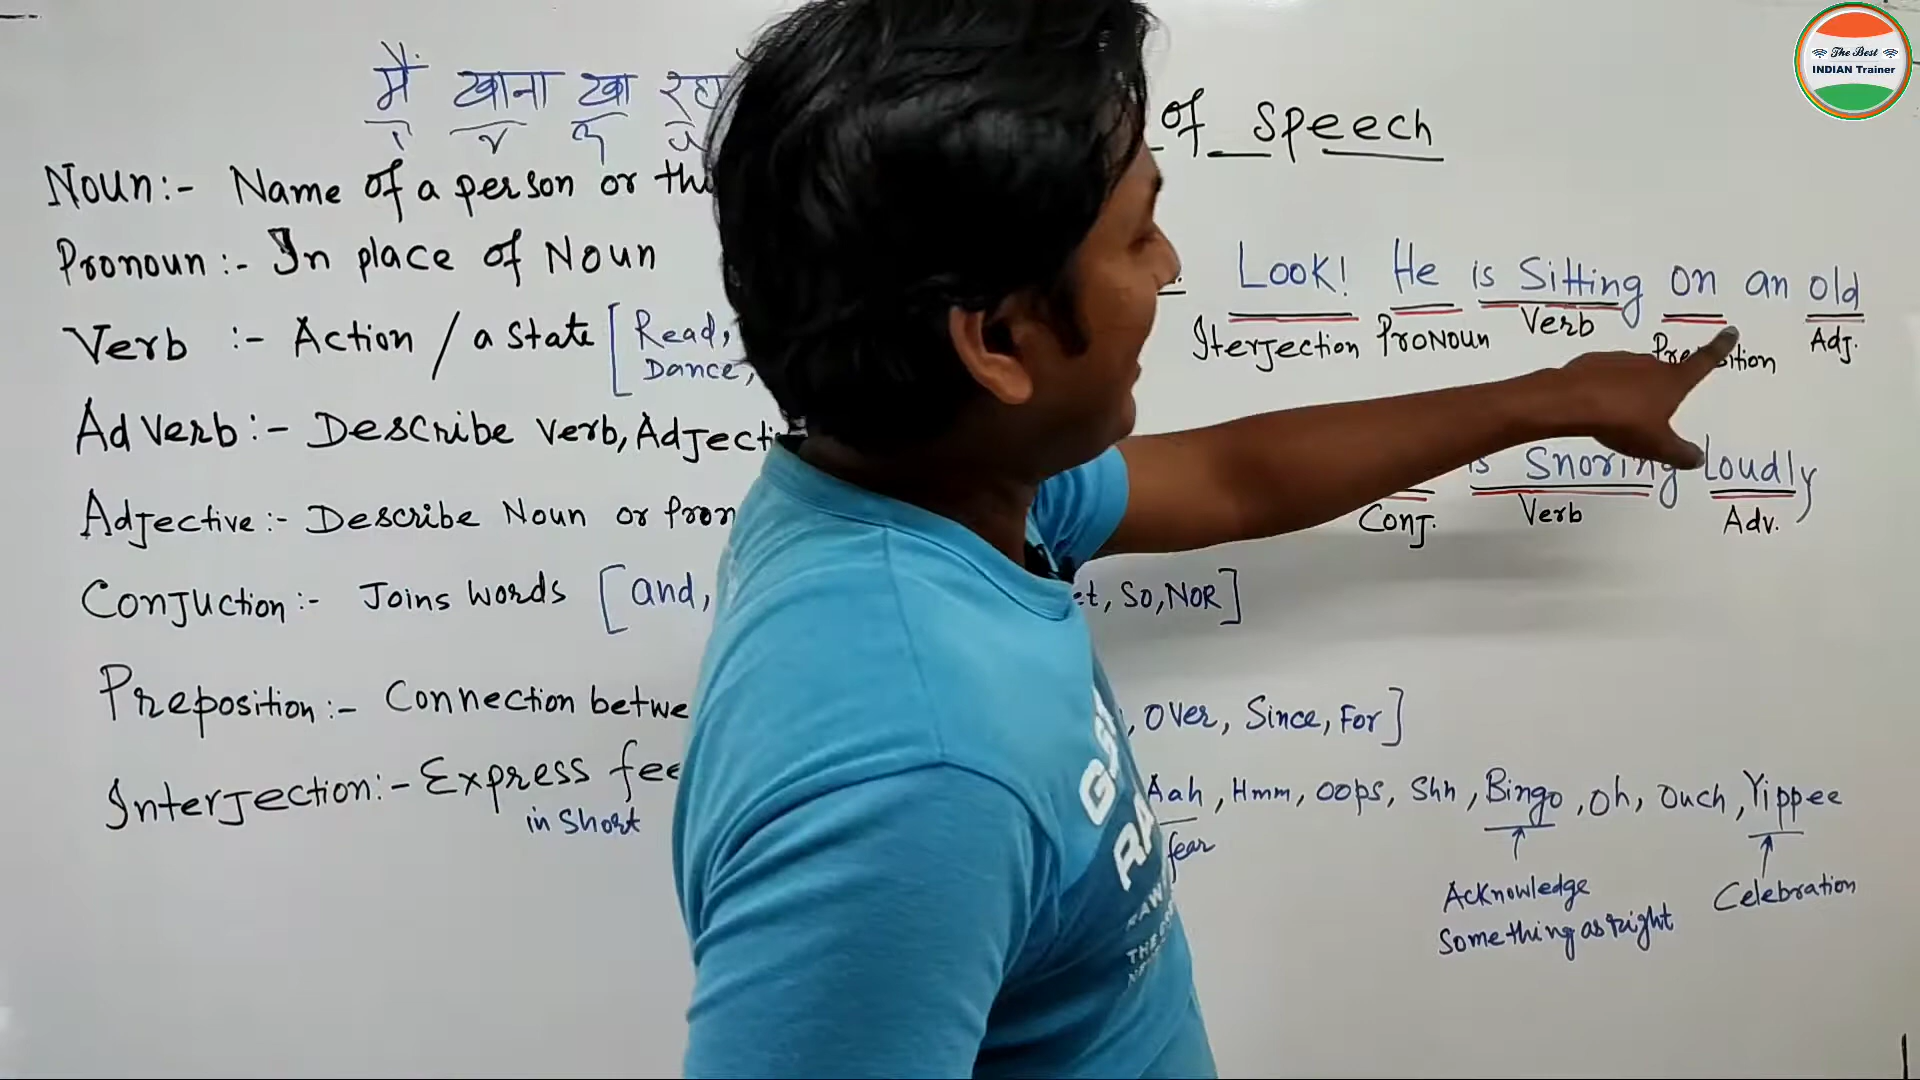 The Best
INDIAN Trainer
मैं खाना खा रहा
of Speech
Noun:- Name of a person or thi
Pronoun:- In place of Noun
Verb :- Action / a state [Read,
Dance,
AdVerb:- Describe verb, Adjecti
Adjective:- Describe Noun or pron
Conjuction:- Joins words [and,
et, So, NOR]
Preposition:- Connection betwe
, Over, Since, For]
Interjection:- Express fee
in Short
Aah, Hmm, oops, Shh, Bingo, oh, ouch, Yippee
fear
Acknowledge
Something as right
Celebration
Look! He is Sitting on an old
Iterjection Pronoun Verb Adj.
is Snoring Loudly
Conj. Verb Adv.